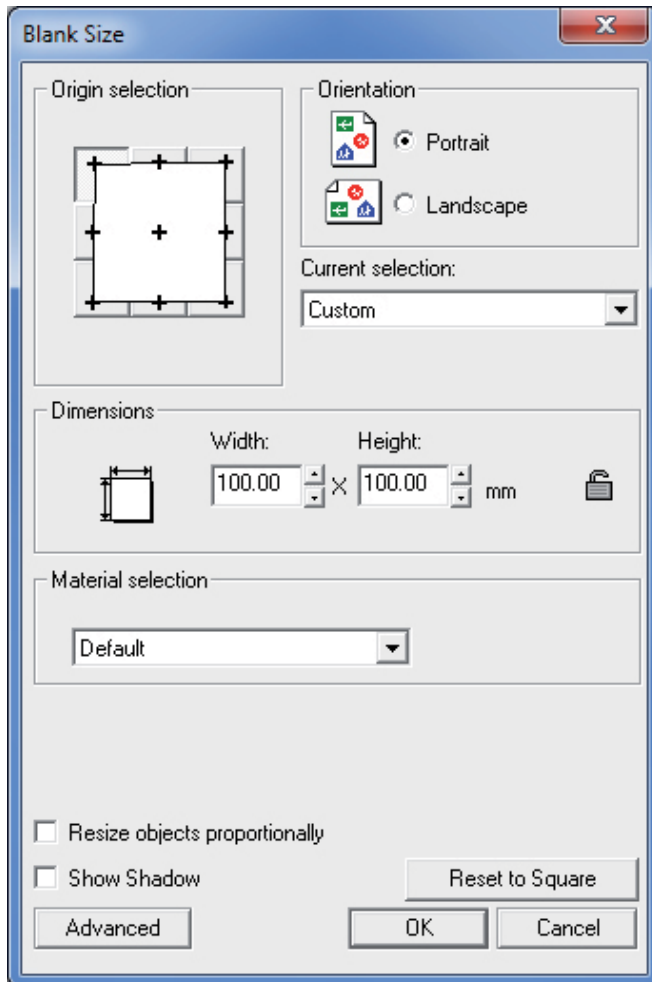 Blank Size
Origin selection
Orientation
Portrait
Landscape
Current selection:
Custom
Dimensions
Width: Height:
100.00 X 100.00 mm
Material selection
Default
Resize objects proportionally
Show Shadow
Reset to Square
Advanced OK Cancel